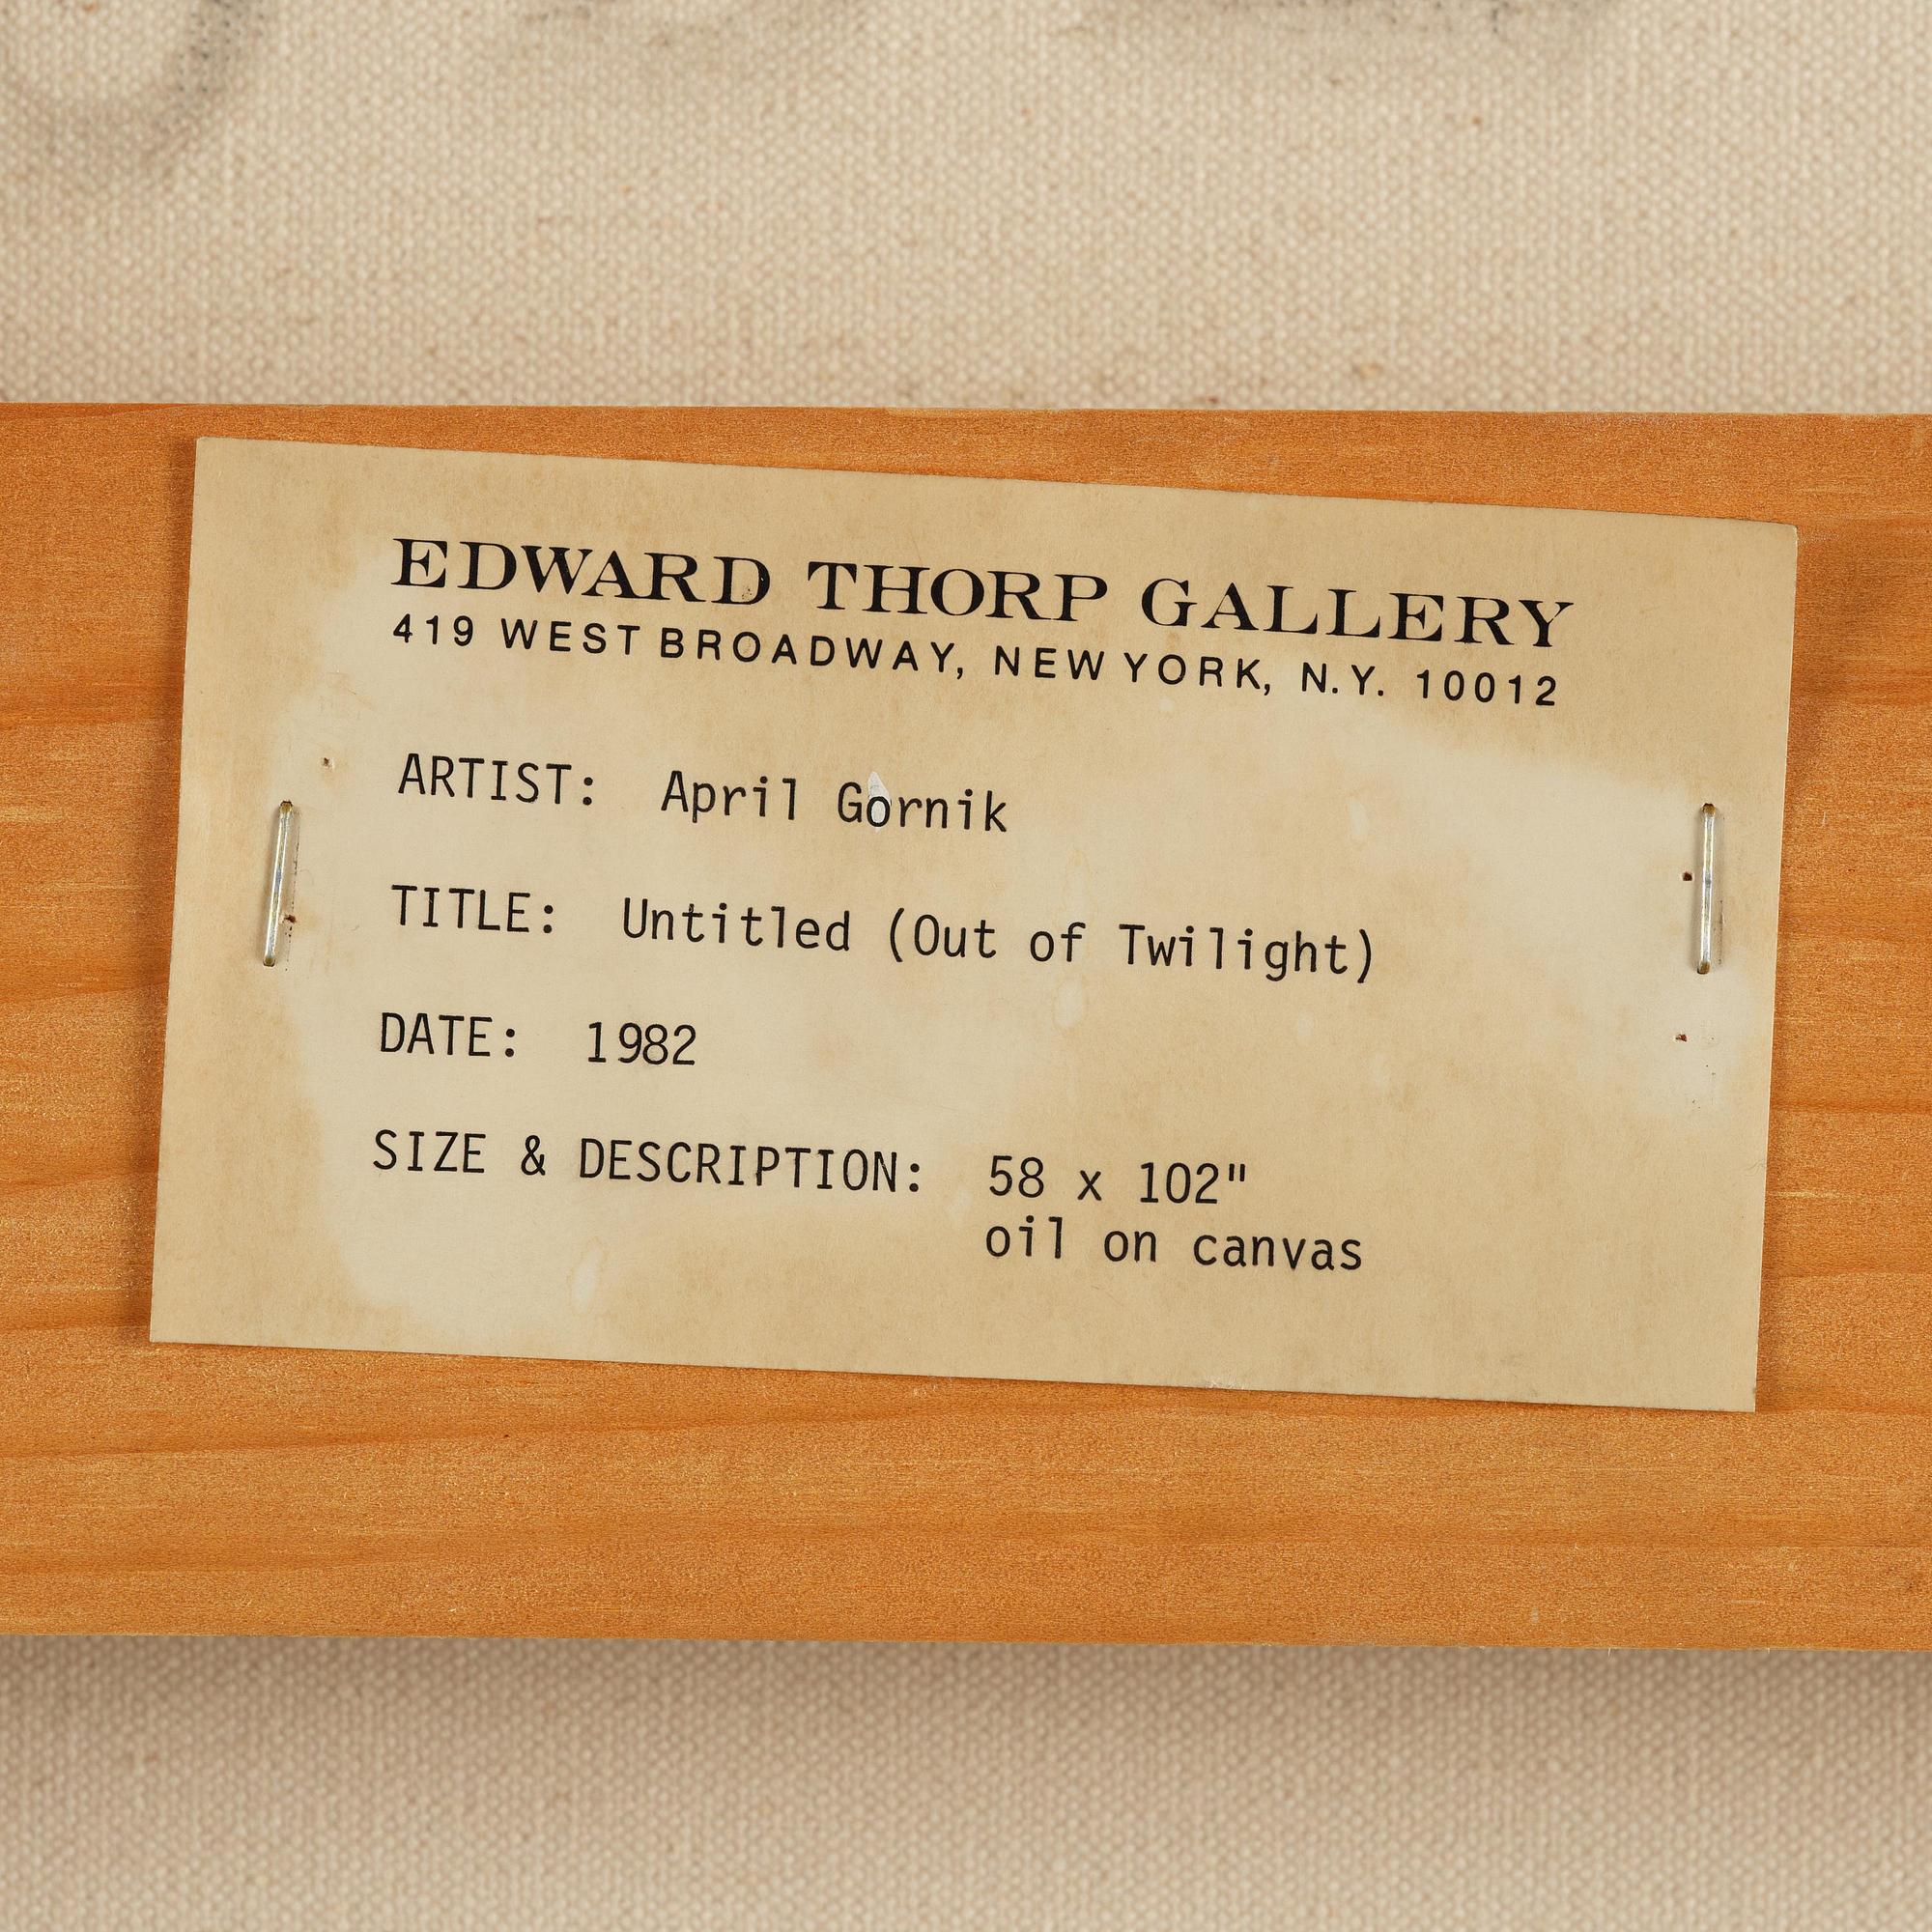 EDWARD THORP GALLERY
419 WEST BROADWAY, NEW YORK, N.Y. 10012
ARTIST: April Gornik
TITLE: Untitled (Out of Twilight)
DATE: 1982
SIZE & DESCRIPTION: 58 x 102"
oil on canvas